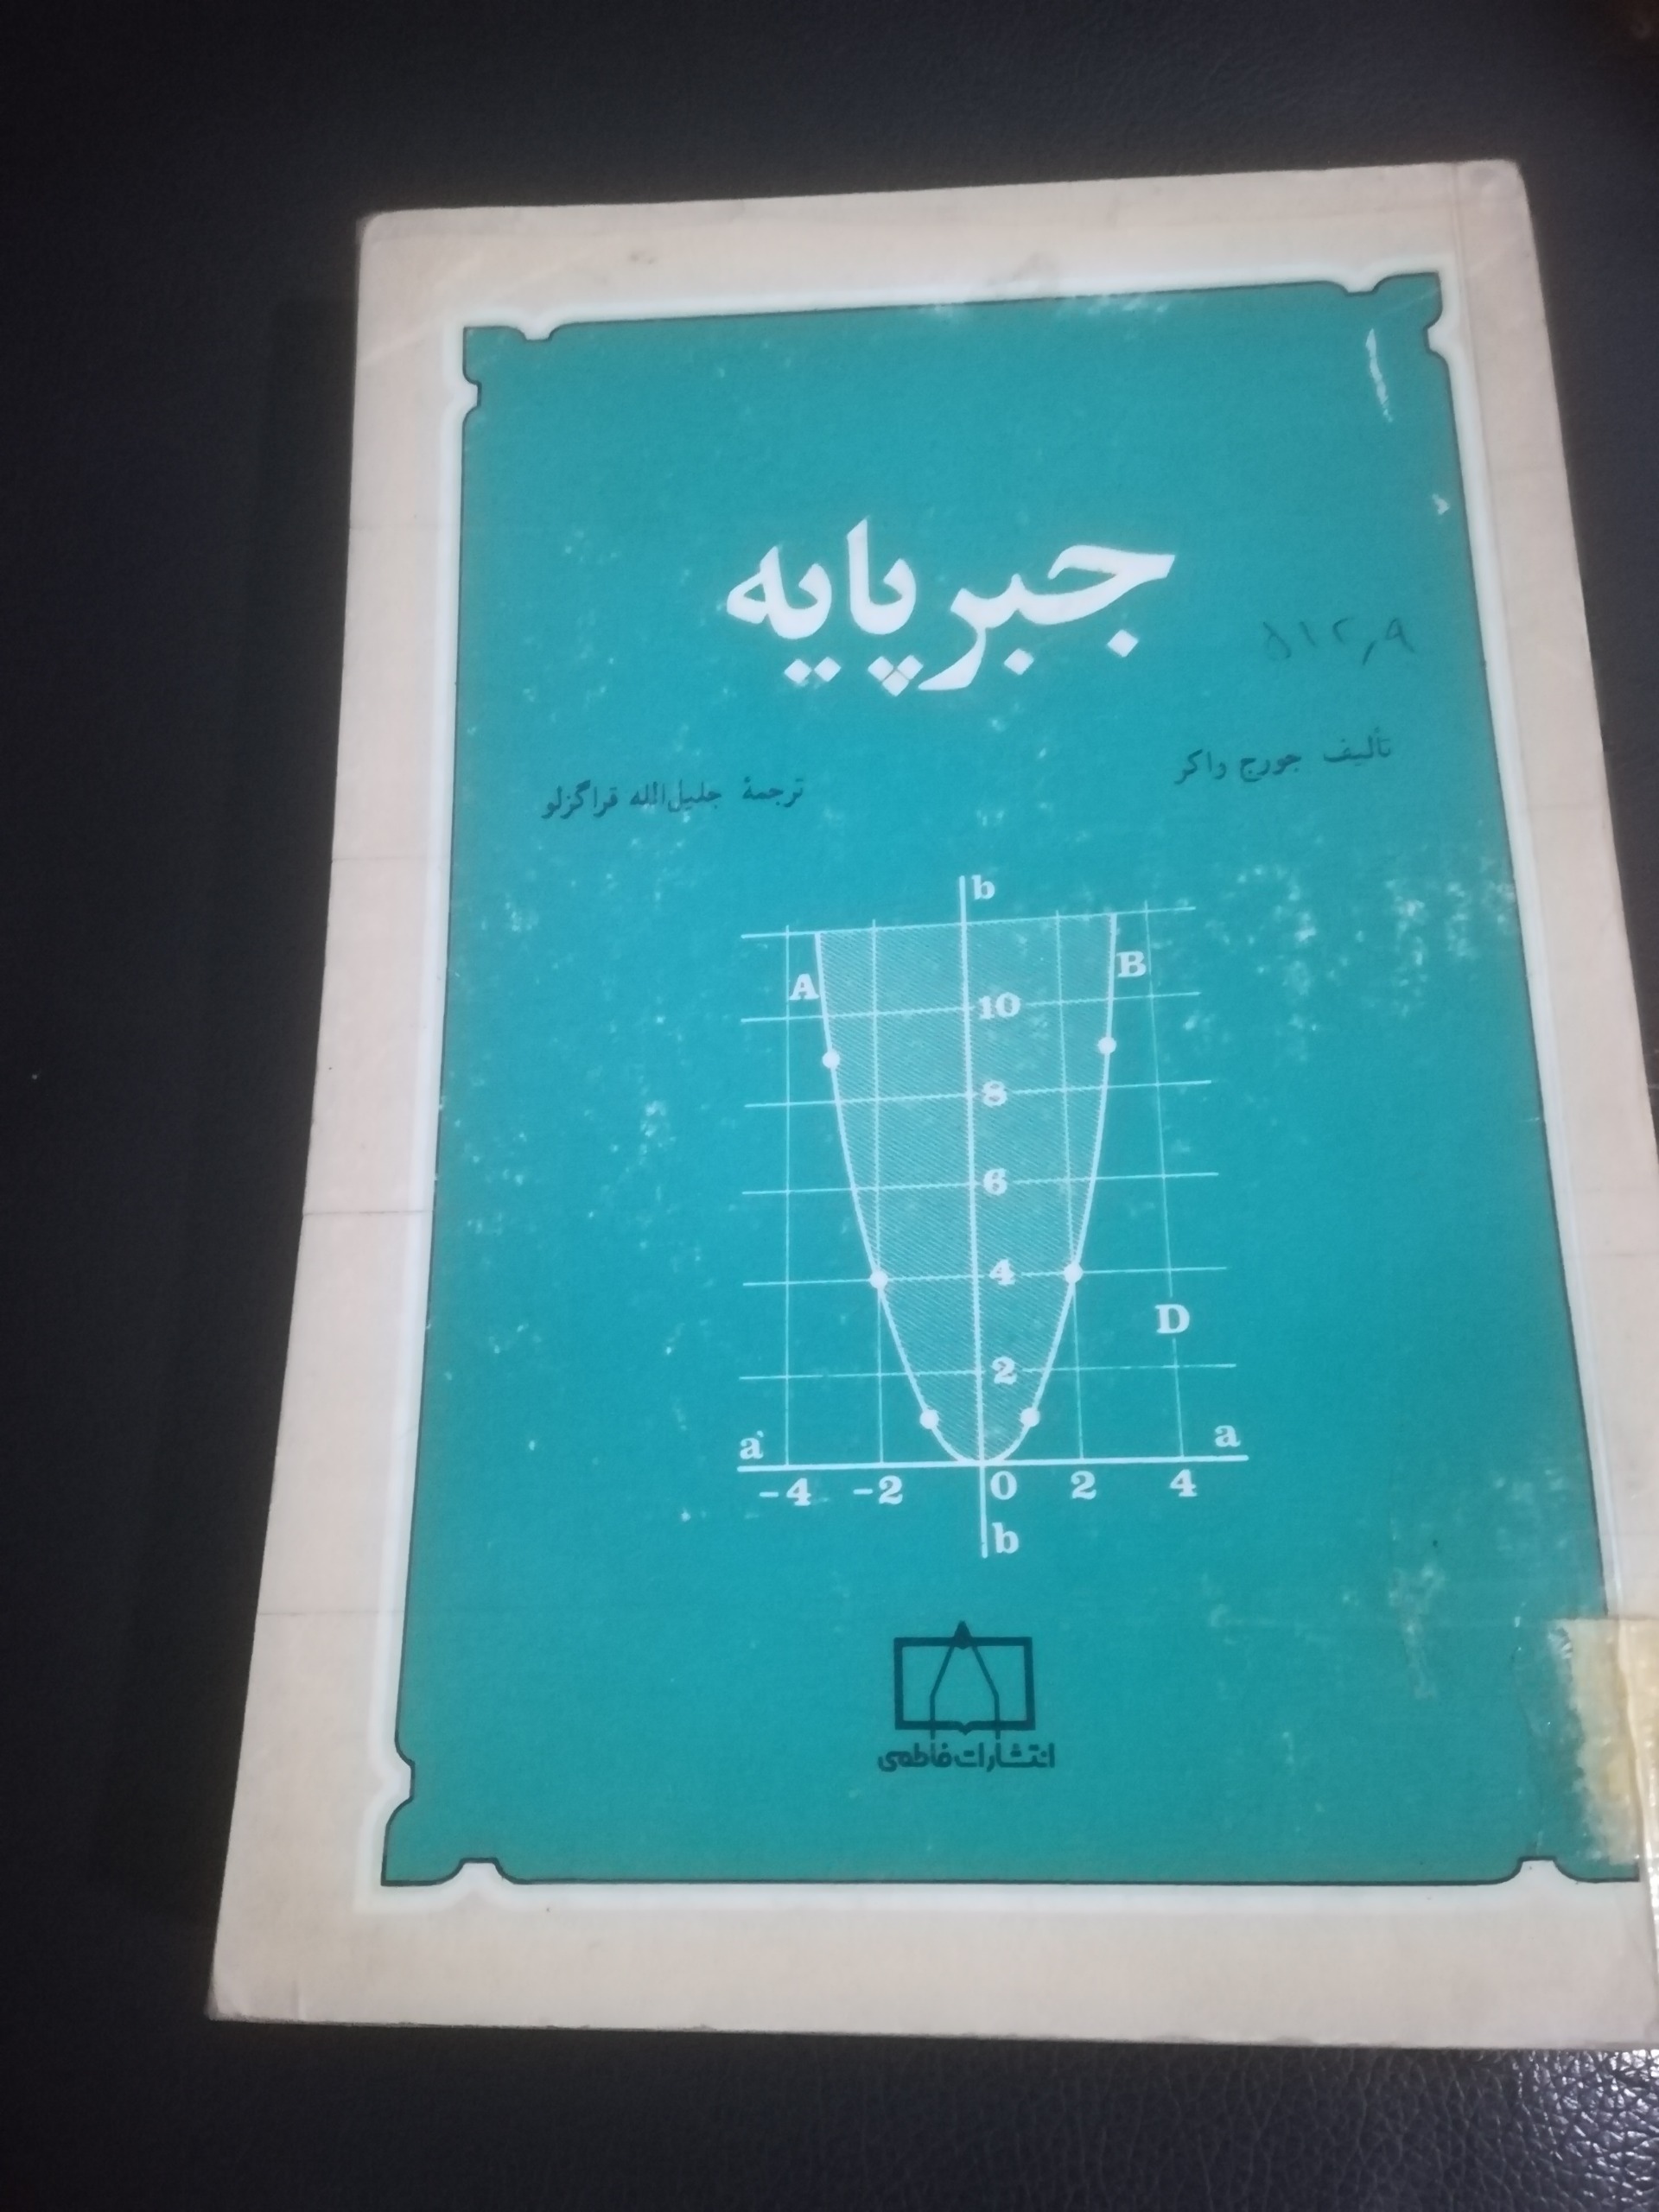 جبر پایه
۵۱۲٫۹
تألیف جورج واکر
ترجمهٔ جلیل‌الله قراگزلو
b
A
B
10
8
6
4
D
2
a'
a
-4 -2 0 2 4
b
انتشارات فاطمی